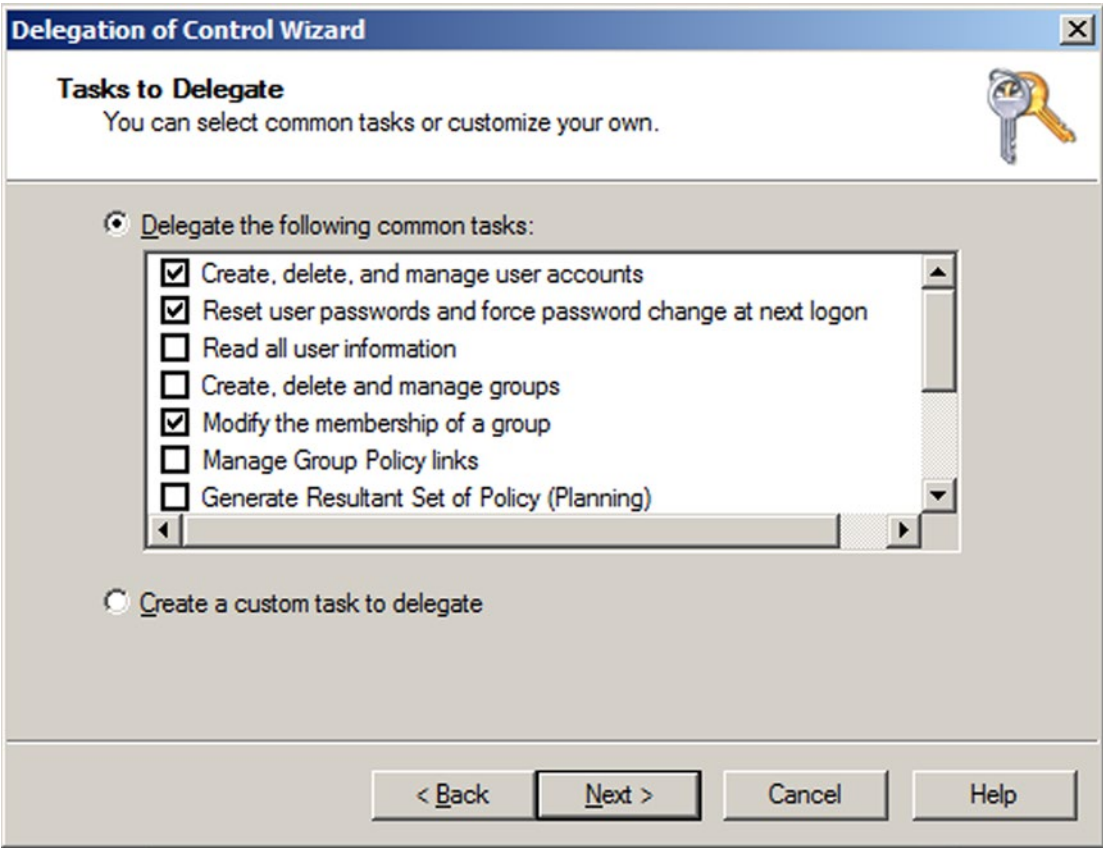 Delegation of Control Wizard
Tasks to Delegate
You can select common tasks or customize your own.
Delegate the following common tasks:
Create, delete, and manage user accounts
Reset user passwords and force password change at next logon
Read all user information
Create, delete and manage groups
Modify the membership of a group
Manage Group Policy links
Generate Resultant Set of Policy (Planning)
Create a custom task to delegate
< Back Next > Cancel Help